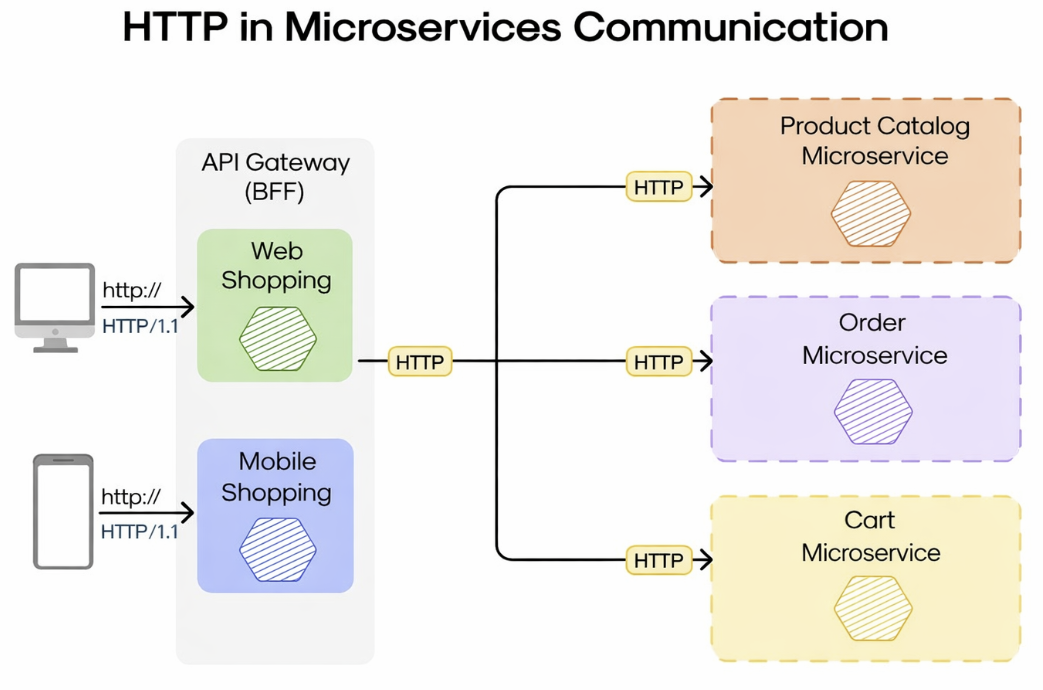 HTTP in Microservices Communication
API Gateway
(BFF)
Web
Shopping
http://
HTTP/1.1
Mobile
Shopping
http://
HTTP/1.1
HTTP
HTTP
HTTP
HTTP
Product Catalog
Microservice
Order
Microservice
Cart
Microservice